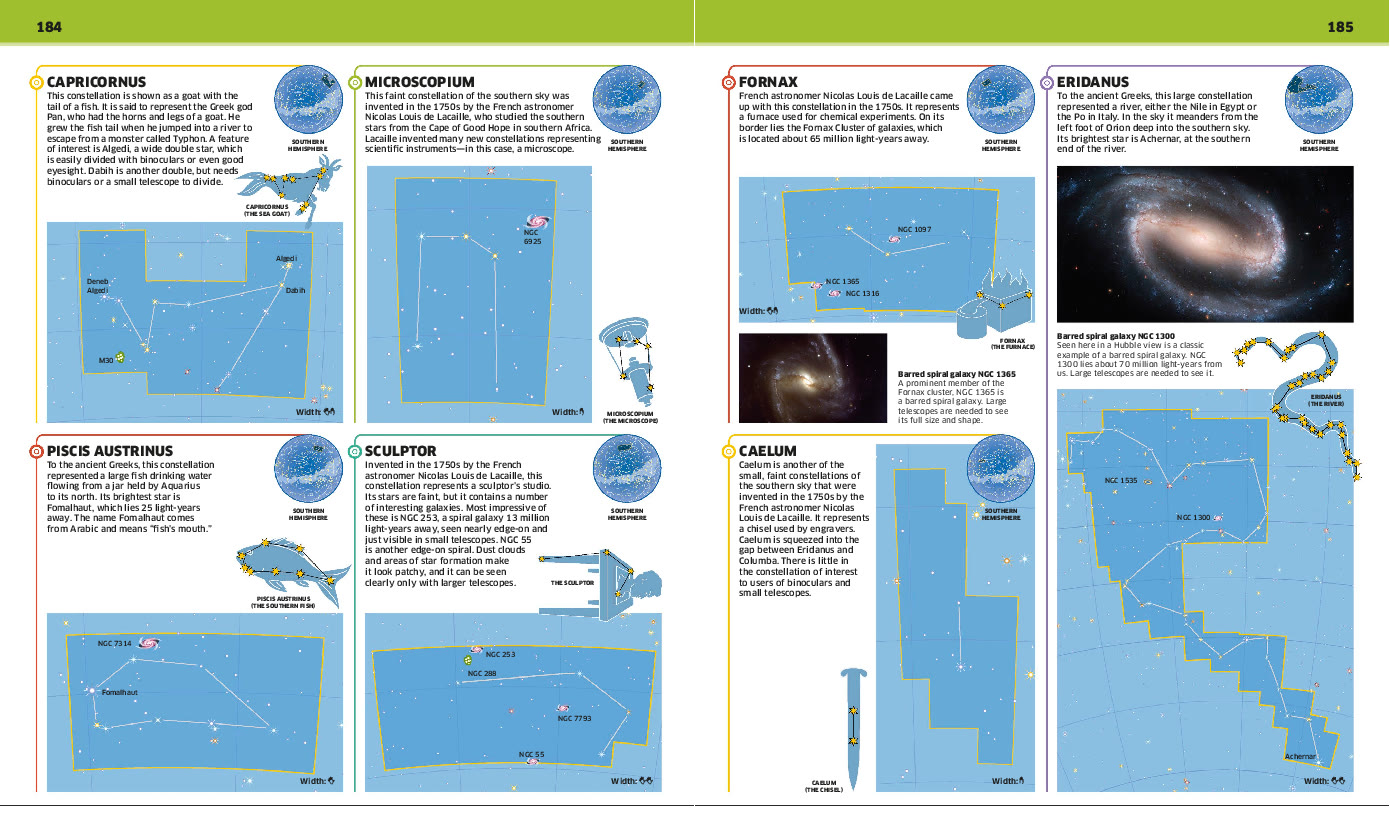 184
CAPRICORNUS
This constellation is shown as a goat with the
tail of a fish. It is said to represent the Greek god
Pan, who had the horns and legs of a goat. He
grew the fish tail when he jumped into a river to
escape from a monster called Typhon. A feature
of interest is Algedi, a wide double star, which
is easily divided with binoculars or even good
eyesight. Dabih is another double, but needs
binoculars or a small telescope to divide.
SOUTHERN
HEMISPHERE
CAPRICORNUS
(THE SEA GOAT)
Algedi
Deneb
Algedi
Dabih
M30
Width:
MICROSCOPIUM
This faint constellation of the southern sky was
invented in the 1750s by the French astronomer
Nicolas Louis de Lacaille, who studied the southern
stars from the Cape of Good Hope in southern Africa.
Lacaille invented many new constellations representing
scientific instruments—in this case, a microscope.
SOUTHERN
HEMISPHERE
NGC
6925
Width:
MICROSCOPIUM
(THE MICROSCOPE)
PISCIS AUSTRINUS
To the ancient Greeks, this constellation
represented a large fish drinking water
flowing from a jar held by Aquarius
to its north. Its brightest star is
Fomalhaut, which lies 25 light-years
away. The name Fomalhaut comes
from Arabic and means "fish's mouth."
SOUTHERN
HEMISPHERE
PISCIS AUSTRINUS
(THE SOUTHERN FISH)
NGC 7314
Fomalhaut
Width:
SCULPTOR
Invented in the 1750s by the French
astronomer Nicolas Louis de Lacaille, this
constellation represents a sculptor's studio.
Its stars are faint, but it contains a number
of interesting galaxies. Most impressive of
these is NGC 253, a spiral galaxy 13 million
light-years away, seen nearly edge-on and
just visible in small telescopes. NGC 55
is another edge-on spiral. Dust clouds
and areas of star formation make
it look patchy, and it can be seen
clearly only with larger telescopes.
SOUTHERN
HEMISPHERE
THE SCULPTOR
NGC 253
NGC 288
NGC 7793
NGC 55
Width:
185
FORNAX
French astronomer Nicolas Louis de Lacaille came
up with this constellation in the 1750s. It represents
a furnace used for chemical experiments. On its
border lies the Fornax Cluster of galaxies, which
is located about 65 million light-years away.
SOUTHERN
HEMISPHERE
NGC 1097
NGC 1365
NGC 1316
Width:
FORNAX
(THE FURNACE)
Barred spiral galaxy NGC 1365
A prominent member of the
Fornax cluster, NGC 1365 is
a barred spiral galaxy. Large
telescopes are needed to see
its full size and shape.
CAELUM
Caelum is another of the
small, faint constellations of
the southern sky that were
invented in the 1750s by the
French astronomer Nicolas
Louis de Lacaille. It represents
a chisel used by engravers.
Caelum is squeezed into the
gap between Eridanus and
Columba. There is little in
the constellation of interest
to users of binoculars and
small telescopes.
SOUTHERN
HEMISPHERE
CAELUM
(THE CHISEL)
Width:
ERIDANUS
To the ancient Greeks, this large constellation
represented a river, either the Nile in Egypt or
the Po in Italy. In the sky it meanders from the
left foot of Orion deep into the southern sky.
Its brightest star is Achernar, at the southern
end of the river.
SOUTHERN
HEMISPHERE
Barred spiral galaxy NGC 1300
Seen here in a Hubble view is a classic
example of a barred spiral galaxy. NGC
1300 lies about 70 million light-years from
us. Large telescopes are needed to see it.
ERIDANUS
(THE RIVER)
NGC 1535
NGC 1300
Achernar
Width: